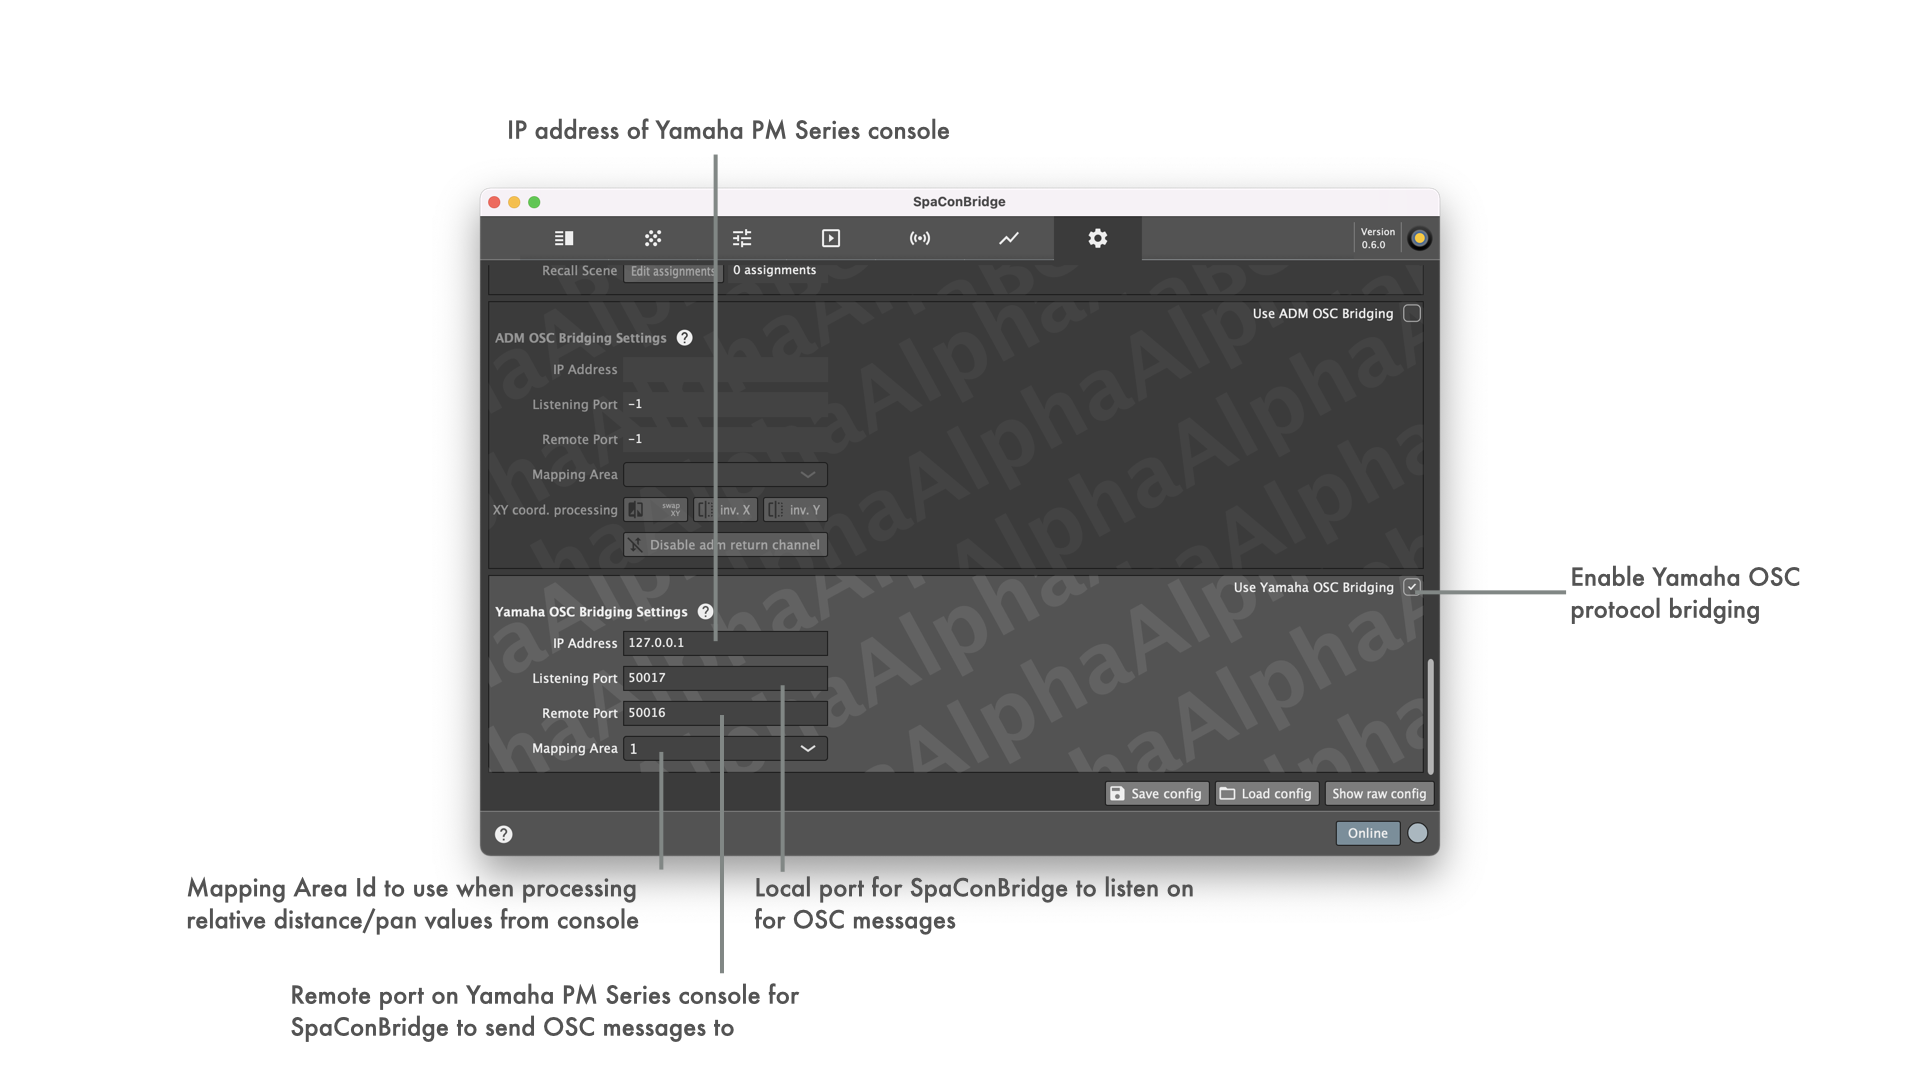 IP address of Yamaha PM Series console
SpaConBridge
Version
0.6.0
Recall Scene Edit assignments 0 assignments
Use ADM OSC Bridging
ADM OSC Bridging Settings ?
IP Address
Listening Port -1
Remote Port -1
Mapping Area
XY coord. processing swap XY inv. X inv. Y
Disable adm return channel
Use Yamaha OSC Bridging
Yamaha OSC Bridging Settings ?
IP Address 127.0.0.1
Listening Port 50017
Remote Port 50016
Mapping Area 1
Enable Yamaha OSC
protocol bridging
Save config Load config Show raw config
? Online
Mapping Area Id to use when processing
relative distance/pan values from console
Local port for SpaConBridge to listen on
for OSC messages
Remote port on Yamaha PM Series console for
SpaConBridge to send OSC messages to